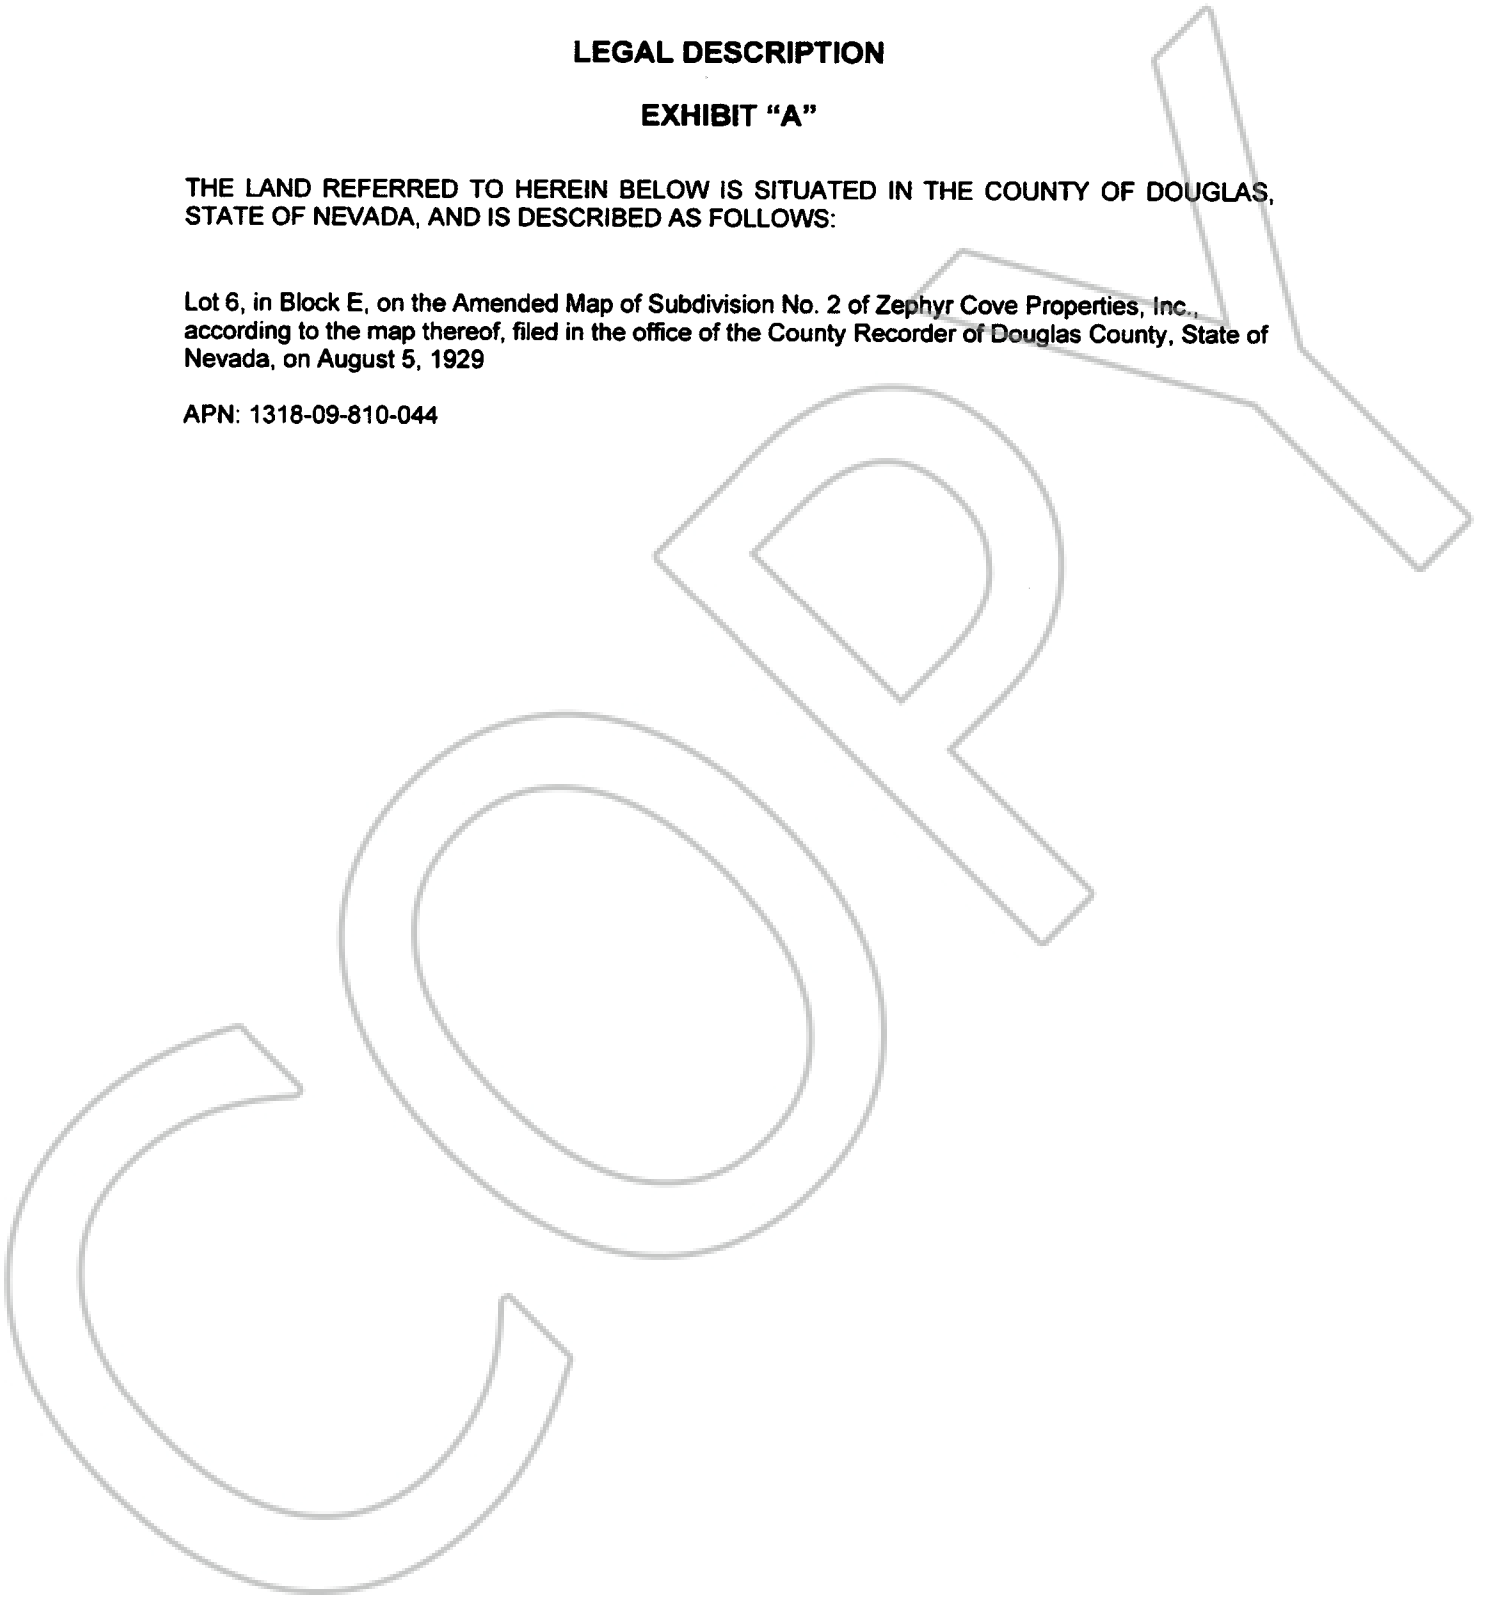 LEGAL DESCRIPTION
EXHIBIT “A”
THE LAND REFERRED TO HEREIN BELOW IS SITUATED IN THE COUNTY OF DOUGLAS,
STATE OF NEVADA, AND IS DESCRIBED AS FOLLOWS:
Lot 6, in Block E, on the Amended Map of Subdivision No. 2 of Zephyr Cove Properties, Inc.,
according to the map thereof, filed in the office of the County Recorder of Douglas County, State of
Nevada, on August 5, 1929
APN: 1318-09-810-044
COPY